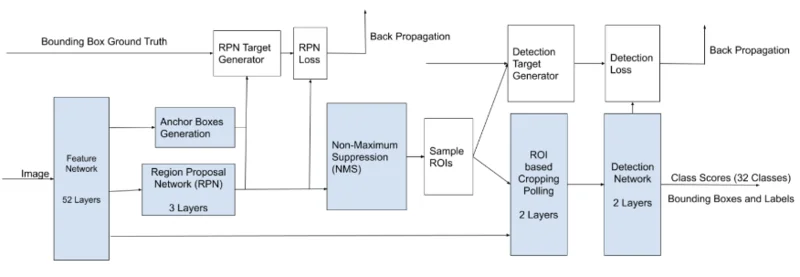 Bounding Box Ground Truth
RPN Target
Generator
RPN
Loss
Back Propagation
Detection
Target
Generator
Detection
Loss
Back Propagation
Image
Feature
Network
52 Layers
Anchor Boxes
Generation
Region Proposal
Network (RPN)
3 Layers
Non-Maximum
Suppression
(NMS)
Sample
ROIs
ROI
based
Cropping
Polling
2 Layers
Detection
Network
2 Layers
Class Scores (32 Classes)
Bounding Boxes and Labels